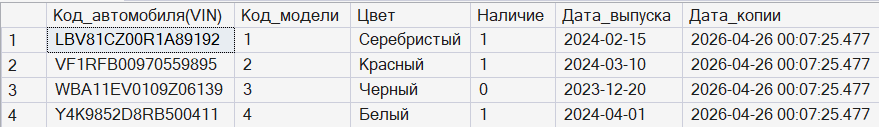 Код_автомобиля(VIN) Код_модели Цвет Наличие Дата_выпуска Дата_копии
1 LBV81CZ00R1A89192 1 Серебристый 1 2024-02-15 2026-04-26 00:07:25.477
2 VF1RFB00970559895 2 Красный 1 2024-03-10 2026-04-26 00:07:25.477
3 WBA11EV0109Z06139 3 Черный 0 2023-12-20 2026-04-26 00:07:25.477
4 Y4K9852D8RB500411 4 Белый 1 2024-04-01 2026-04-26 00:07:25.477